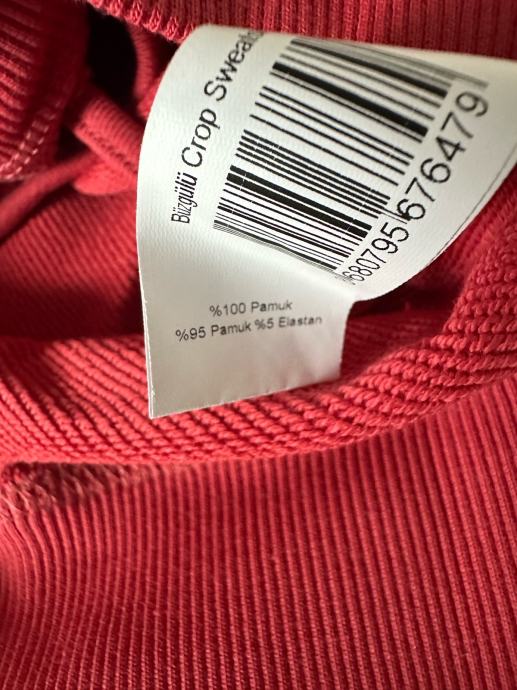 Büzgülü Crop
680795676479
%100 Pamuk
%95 Pamuk %5 Elastan